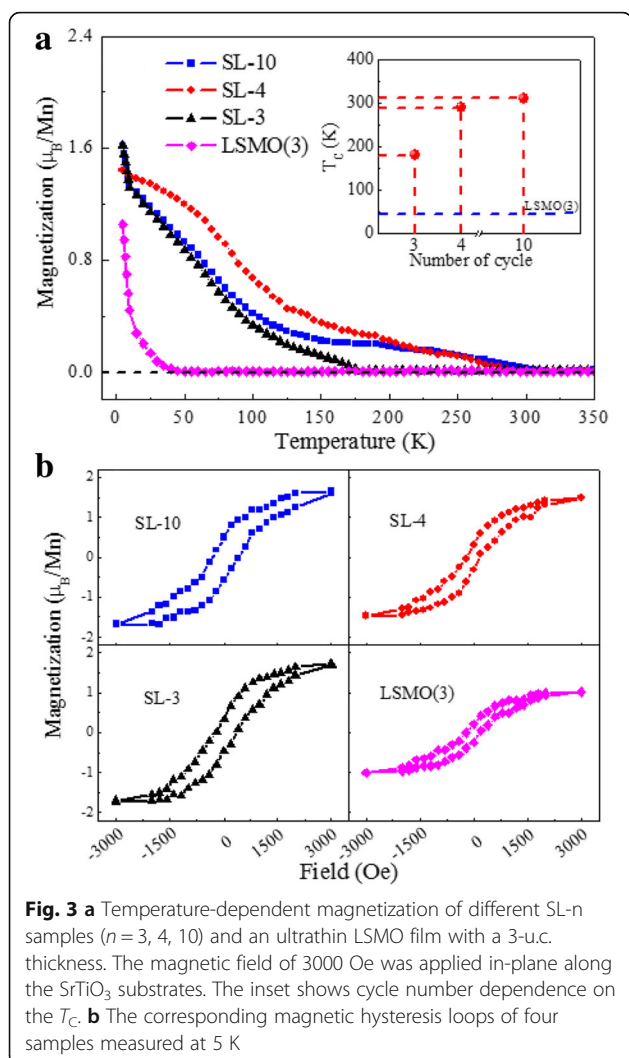 a
2.4
1.6
0.8
0.0
Magnetization (μB/Mn)
SL-10
SL-4
SL-3
LSMO(3)
400
300
200
100
0
TC (K)
LSMO(3)
3
4
10
Number of cycle
0 50 100 150 200 250 300 350
Temperature (K)
b
2
1
0
-1
-2
2
1
0
-1
-2
Magnetization (μB/Mn)
SL-10
SL-4
SL-3
LSMO(3)
-3000 -1500 0 1500 3000 -3000 -1500 0 1500 3000
Field (Oe)
Fig. 3 a Temperature-dependent magnetization of different SL-n
samples (n = 3, 4, 10) and an ultrathin LSMO film with a 3-u.c.
thickness. The magnetic field of 3000 Oe was applied in-plane along
the SrTiO3 substrates. The inset shows cycle number dependence on
the TC. b The corresponding magnetic hysteresis loops of four
samples measured at 5 K